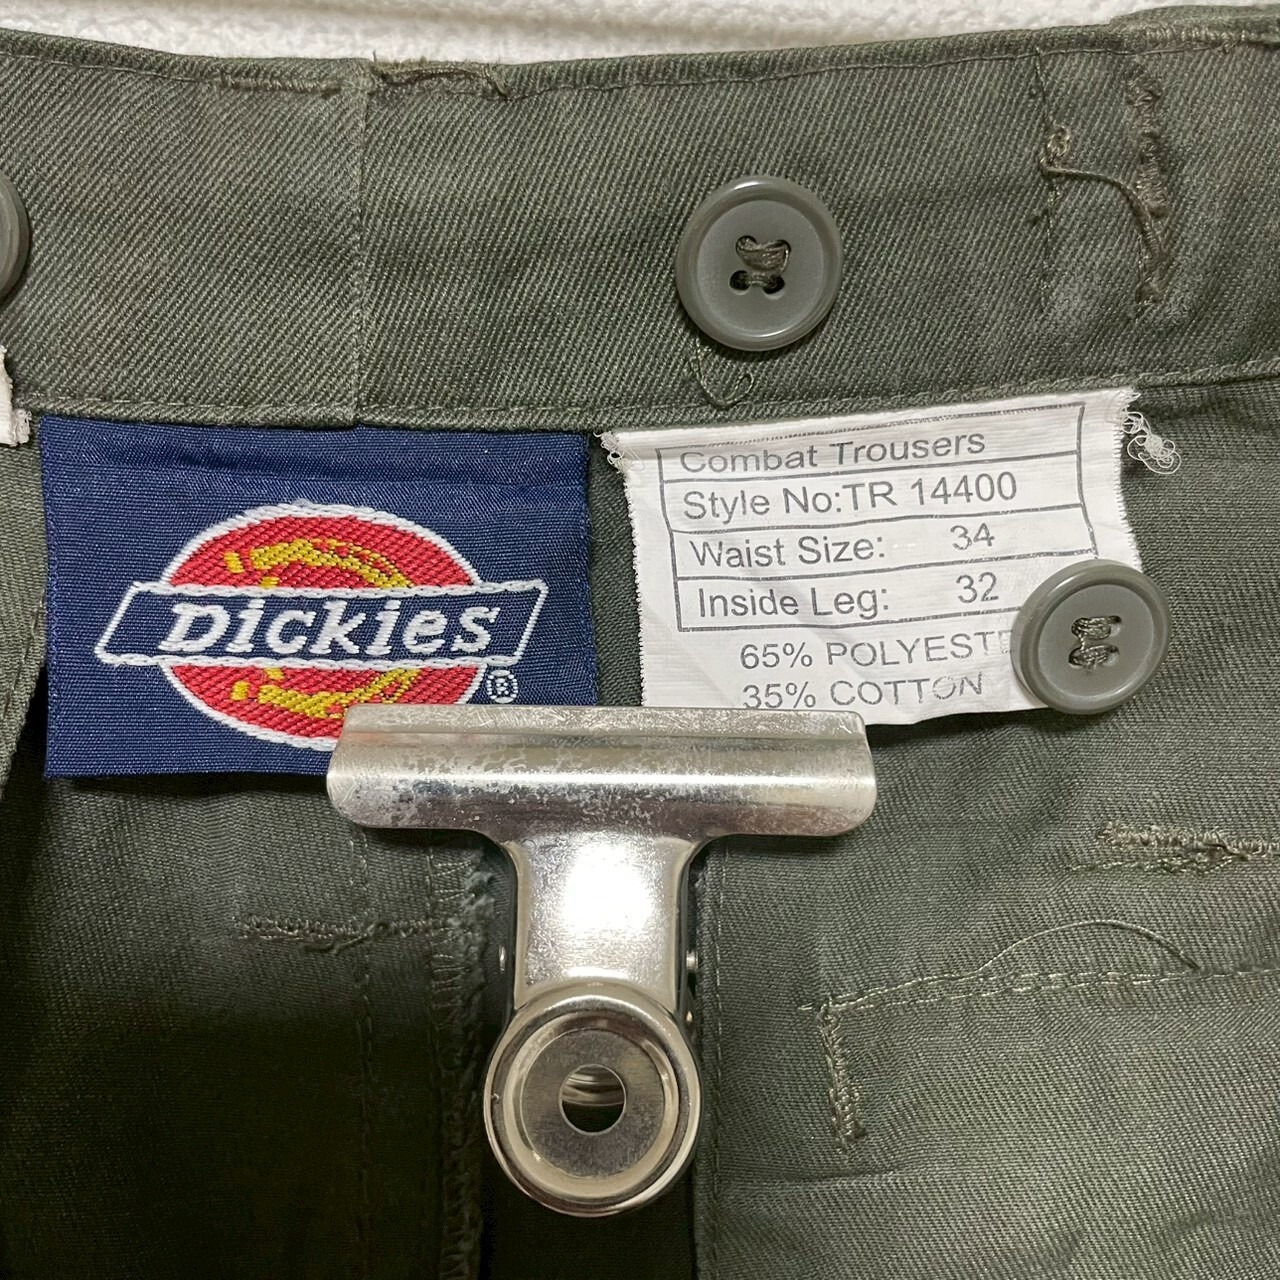 Dickies
®
Combat Trousers
Style No:TR 14400
Waist Size: 34
Inside Leg: 32
65% POLYESTE
35% COTTON